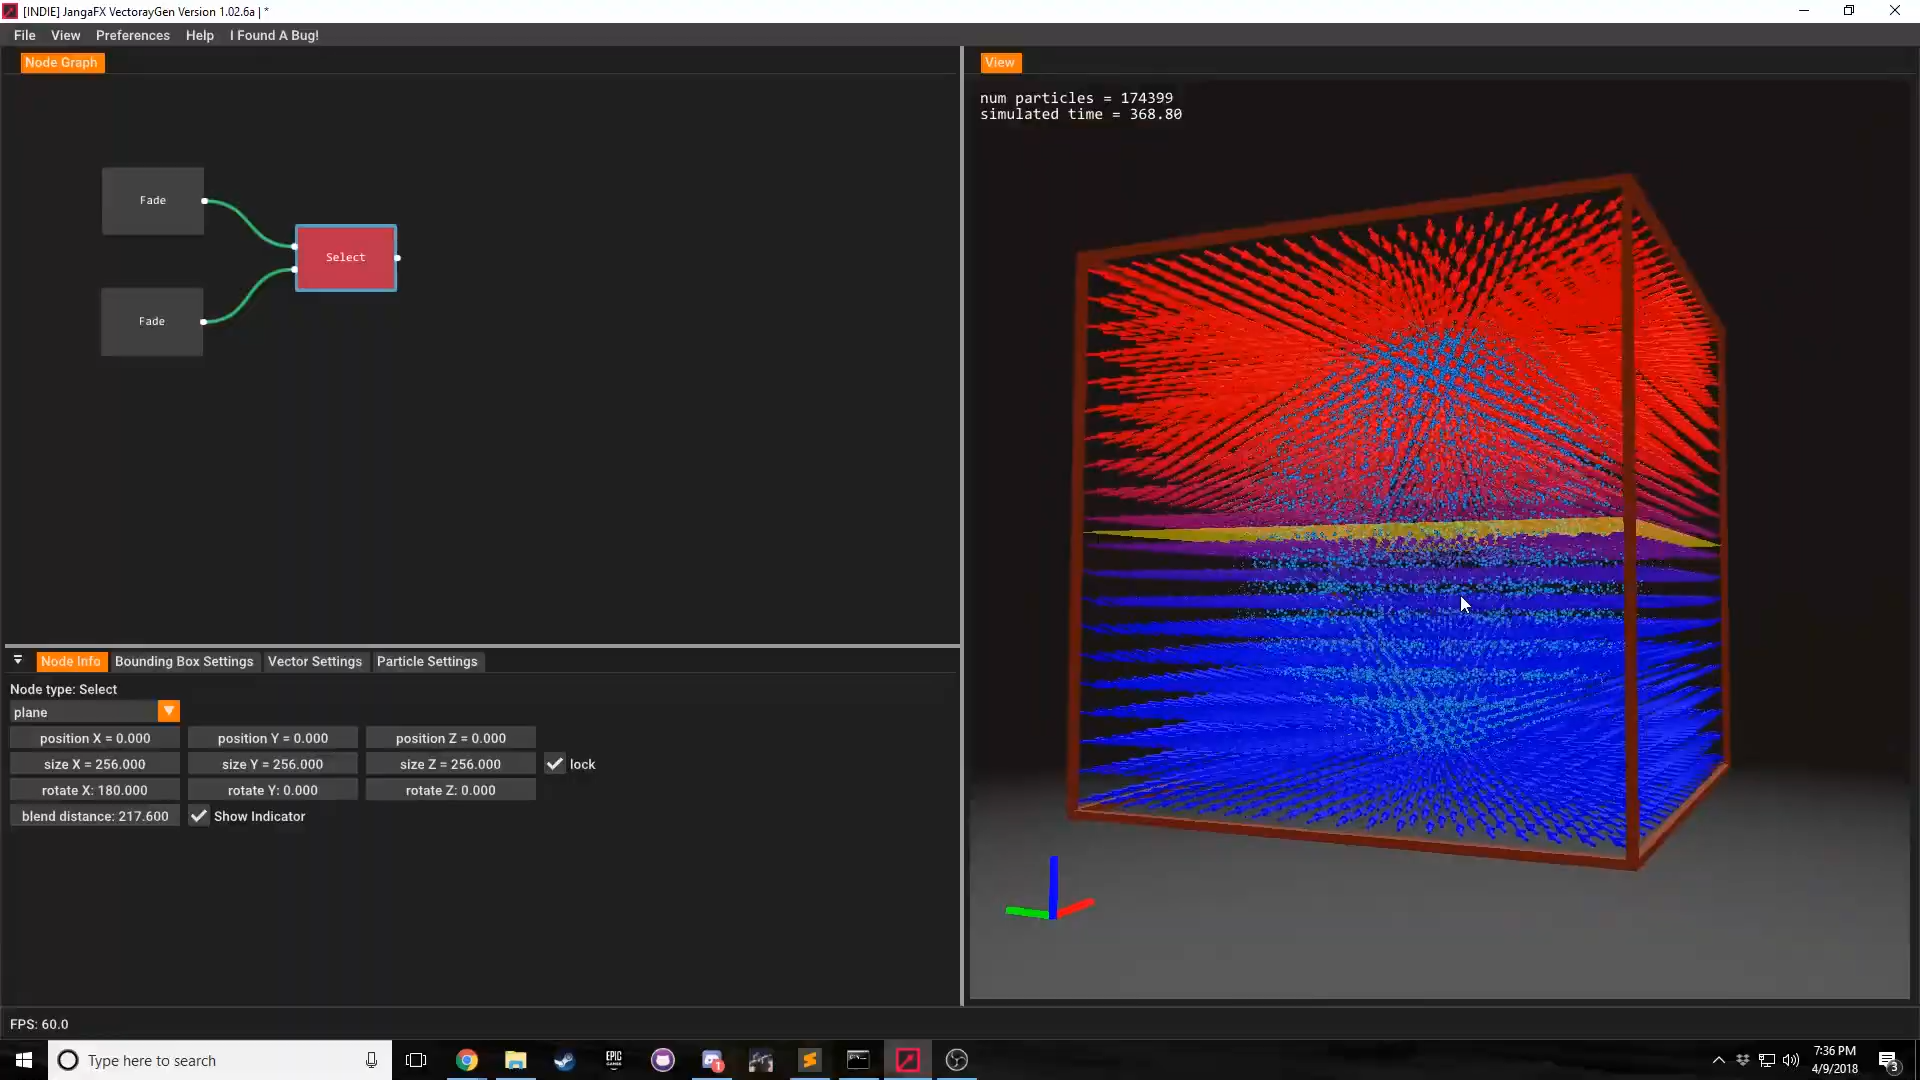 [INDIE] JangaFX VectorayGen Version 1.02.6a | *
File View Preferences Help I Found A Bug!
Node Graph
Fade
Select
Fade
Node Info Bounding Box Settings Vector Settings Particle Settings
Node type: Select
plane
position X = 0.000 position Y = 0.000 position Z = 0.000
size X = 256.000 size Y = 256.000 size Z = 256.000 lock
rotate X: 180.000 rotate Y: 0.000 rotate Z: 0.000
blend distance: 217.600 Show Indicator
View
num particles = 174399
simulated time = 368.80
FPS: 60.0
Type here to search
EPIC
GAMES
1
7:36 PM
4/9/2018
3